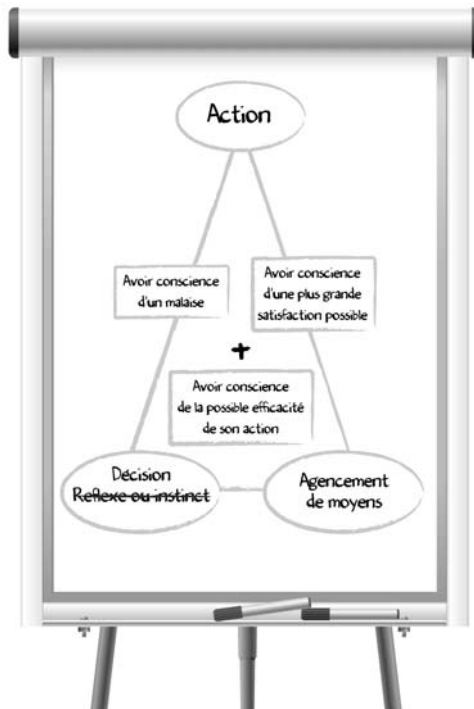 Action
Avoir conscience
d'un malaise
Avoir conscience
d'une plus grande
satisfaction possible
+
Avoir conscience
de la possible efficacité
de son action
Décision
Reflexe ou instinct
Agencement
de moyens